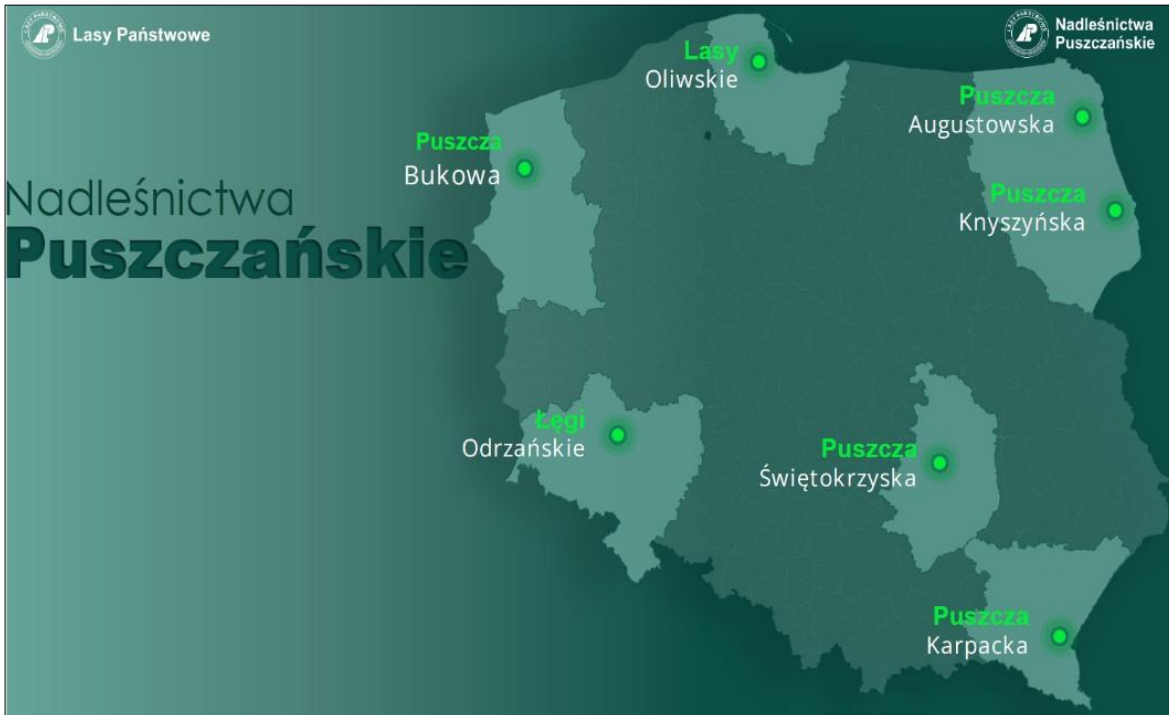 Lasy Państwowe
Nadleśnictwa
Puszczańskie
Nadleśnictwa
Puszczańskie
Lasy
Oliwskie
Puszcza
Augustowska
Puszcza
Bukowa
Puszcza
Knyszyńska
Łęgi
Odrzańskie
Puszcza
Świętokrzyska
Puszcza
Karpacka